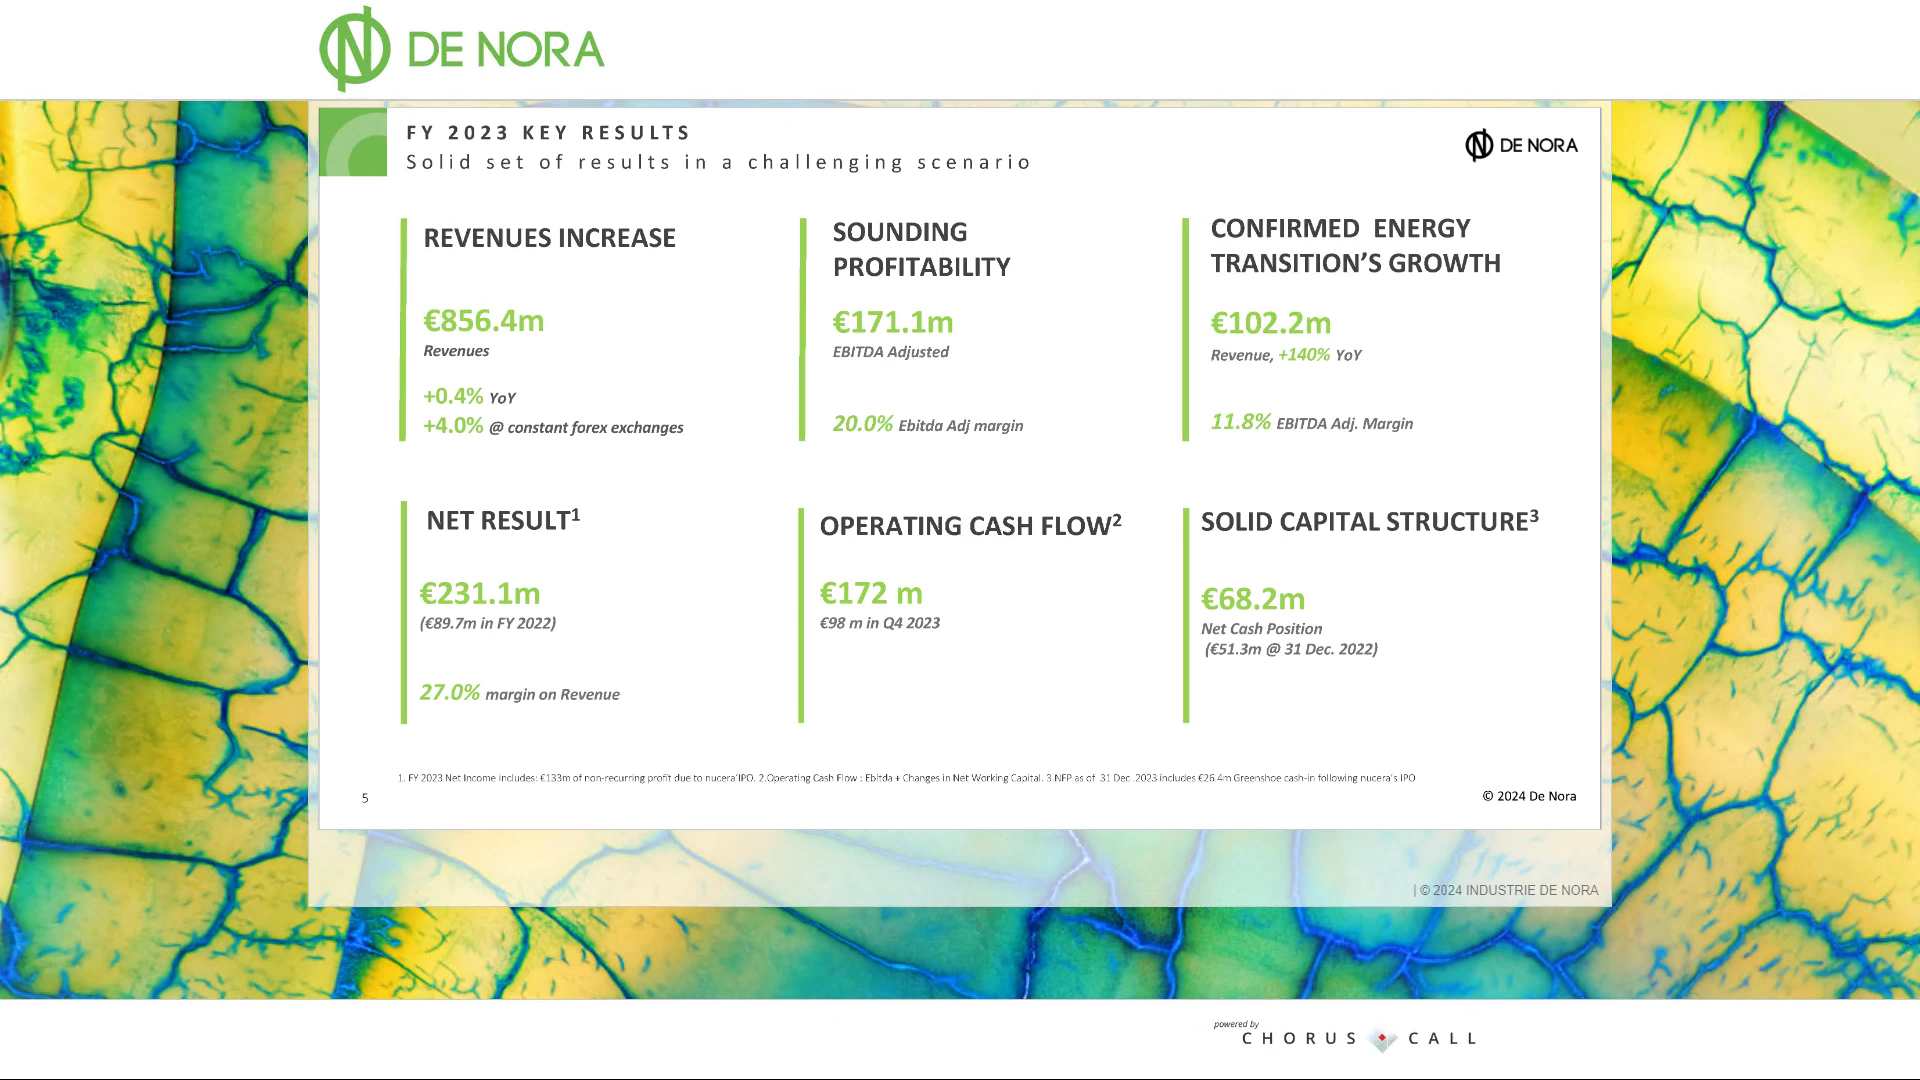 DE NORA
FY 2023 KEY RESULTS
Solid set of results in a challenging scenario
DE NORA
REVENUES INCREASE
€856.4m
Revenues
+0.4% YoY
+4.0% @ constant forex exchanges
SOUNDING
PROFITABILITY
€171.1m
EBITDA Adjusted
20.0% Ebitda Adj margin
CONFIRMED ENERGY
TRANSITION’S GROWTH
€102.2m
Revenue, +140% YoY
11.8% EBITDA Adj. Margin
NET RESULT1
€231.1m
(€89.7m in FY 2022)
27.0% margin on Revenue
OPERATING CASH FLOW2
€172 m
€98 m in Q4 2023
SOLID CAPITAL STRUCTURE3
€68.2m
Net Cash Position
(€51.3m @ 31 Dec. 2022)
1. FY 2023 Net Income includes: €133m of non-recurring profit due to nucera’IPO. 2.Operating Cash Flow : Ebitda + Changes in Net Working Capital. 3.NFP as of 31 Dec .2023 includes €26.4m Greenshoe cash-in following nucera’s IPO
5
© 2024 De Nora
| © 2024 INDUSTRIE DE NORA
powered by
CHORUS CALL